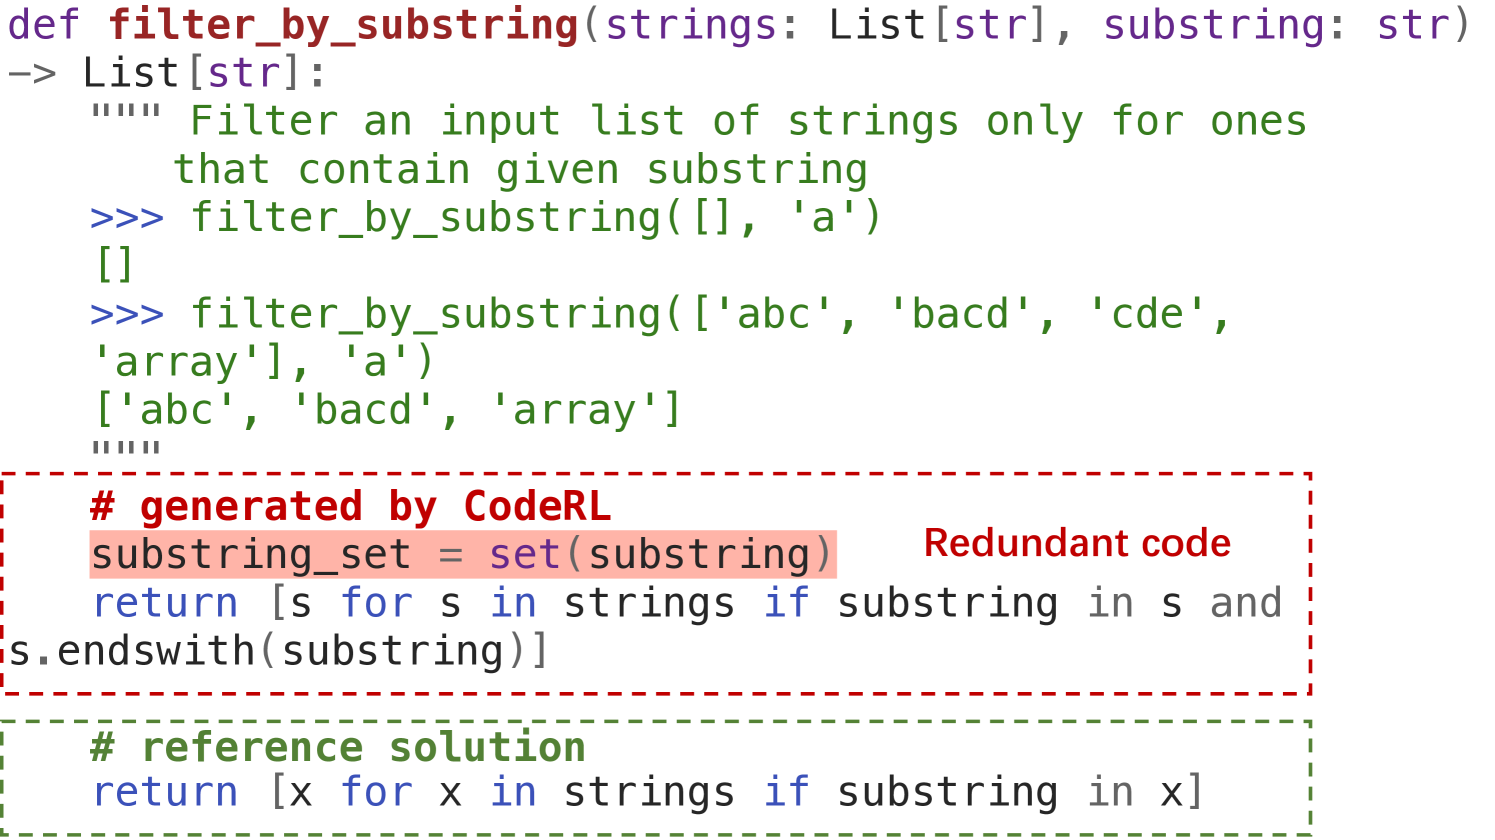 def filter_by_substring(strings: List[str], substring: str)
-> List[str]:
    """ Filter an input list of strings only for ones
       that contain given substring
    >>> filter_by_substring([], 'a')
    []
    >>> filter_by_substring(['abc', 'bacd', 'cde',
    'array'], 'a')
    ['abc', 'bacd', 'array']
    """
    # generated by CodeRL
    substring_set = set(substring)
Redundant code
    return [s for s in strings if substring in s and
s.endswith(substring)]
    # reference solution
    return [x for x in strings if substring in x]